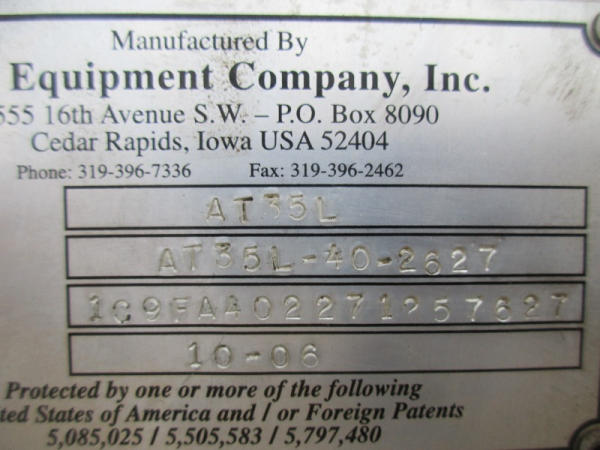 Manufactured By
Equipment Company, Inc.
555 16th Avenue S.W. – P.O. Box 8090
Cedar Rapids, Iowa USA 52404
Phone: 319-396-7336 Fax: 319-396-2462
AT35L
AT35L-40-2627
1C9FA402271257627
10-06
Protected by one or more of the following
ted States of America and / or Foreign Patents
5,085,025 / 5,505,583 / 5,797,480